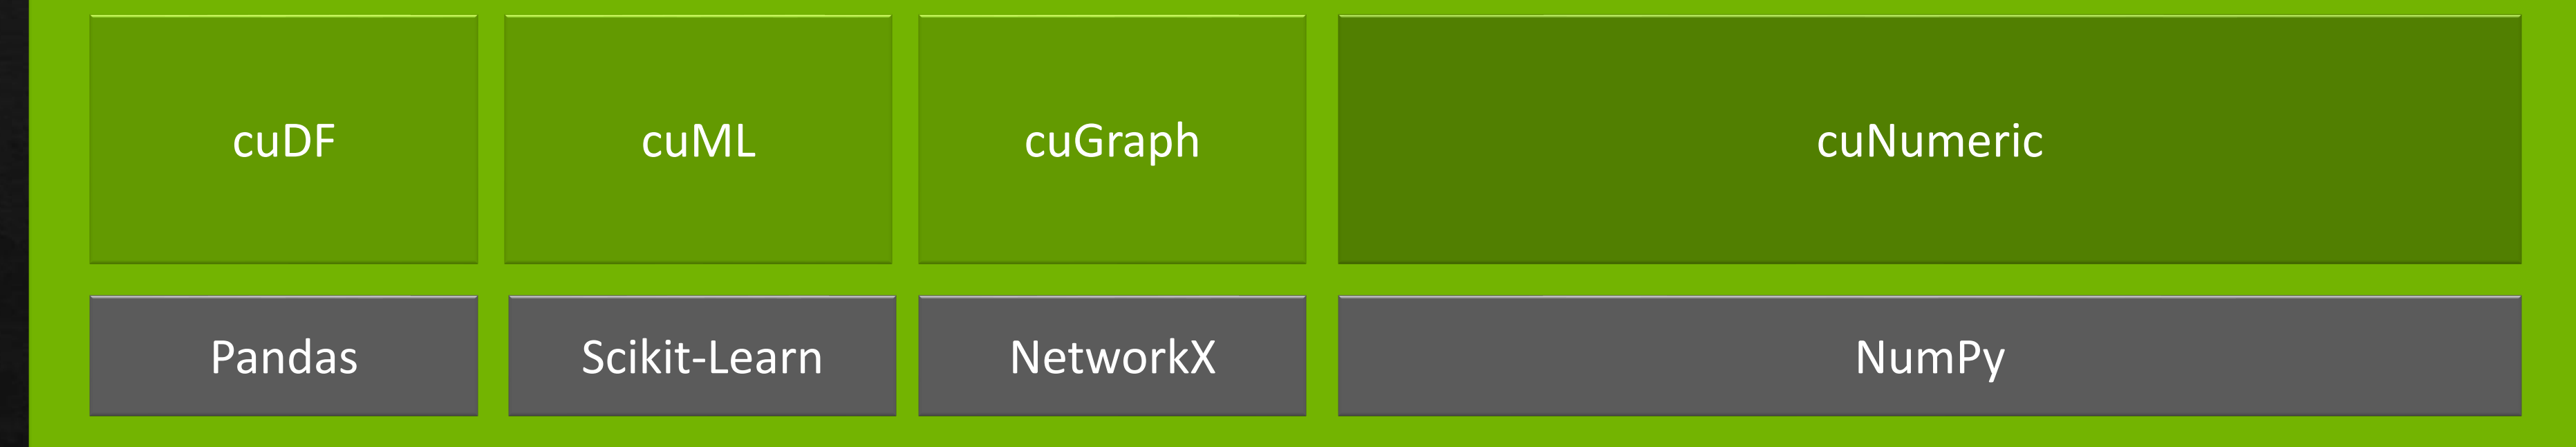 cuDF
cuML
cuGraph
cuNumeric
Pandas
Scikit-Learn
NetworkX
NumPy